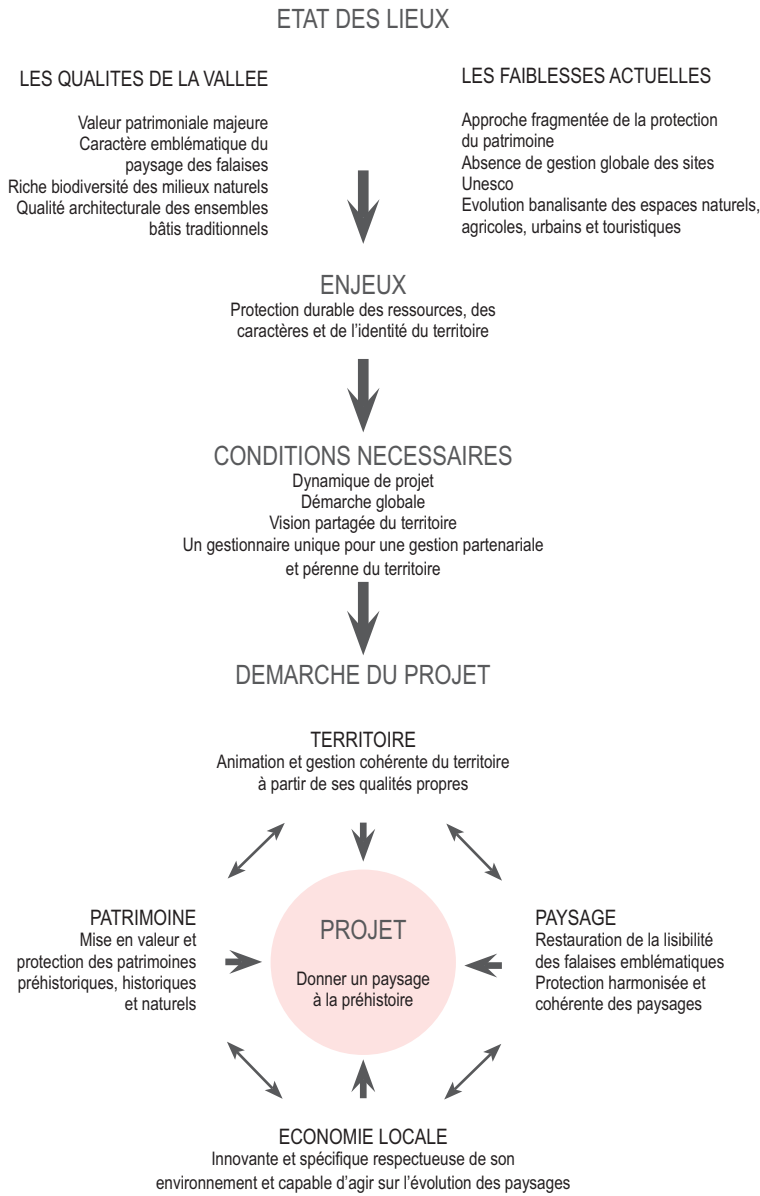 ETAT DES LIEUX
LES QUALITES DE LA VALLEE
Valeur patrimoniale majeure
Caractère emblématique du
paysage des falaises
Riche biodiversité des milieux naturels
Qualité architecturale des ensembles
bâtis traditionnels
LES FAIBLESSES ACTUELLES
Approche fragmentée de la protection
du patrimoine
Absence de gestion globale des sites
Unesco
Evolution banalisante des espaces naturels,
agricoles, urbains et touristiques
ENJEUX
Protection durable des ressources, des
caractères et de l'identité du territoire
CONDITIONS NECESSAIRES
Dynamique de projet
Démarche globale
Vision partagée du territoire
Un gestionnaire unique pour une gestion partenariale
et pérenne du territoire
DEMARCHE DU PROJET
TERRITOIRE
Animation et gestion cohérente du territoire
à partir de ses qualités propres
PATRIMOINE
Mise en valeur et
protection des patrimoines
préhistoriques, historiques
et naturels
PROJET
Donner un paysage
à la préhistoire
PAYSAGE
Restauration de la lisibilité
des falaises emblématiques
Protection harmonisée et
cohérente des paysages
ECONOMIE LOCALE
Innovante et spécifique respectueuse de son
environnement et capable d'agir sur l'évolution des paysages